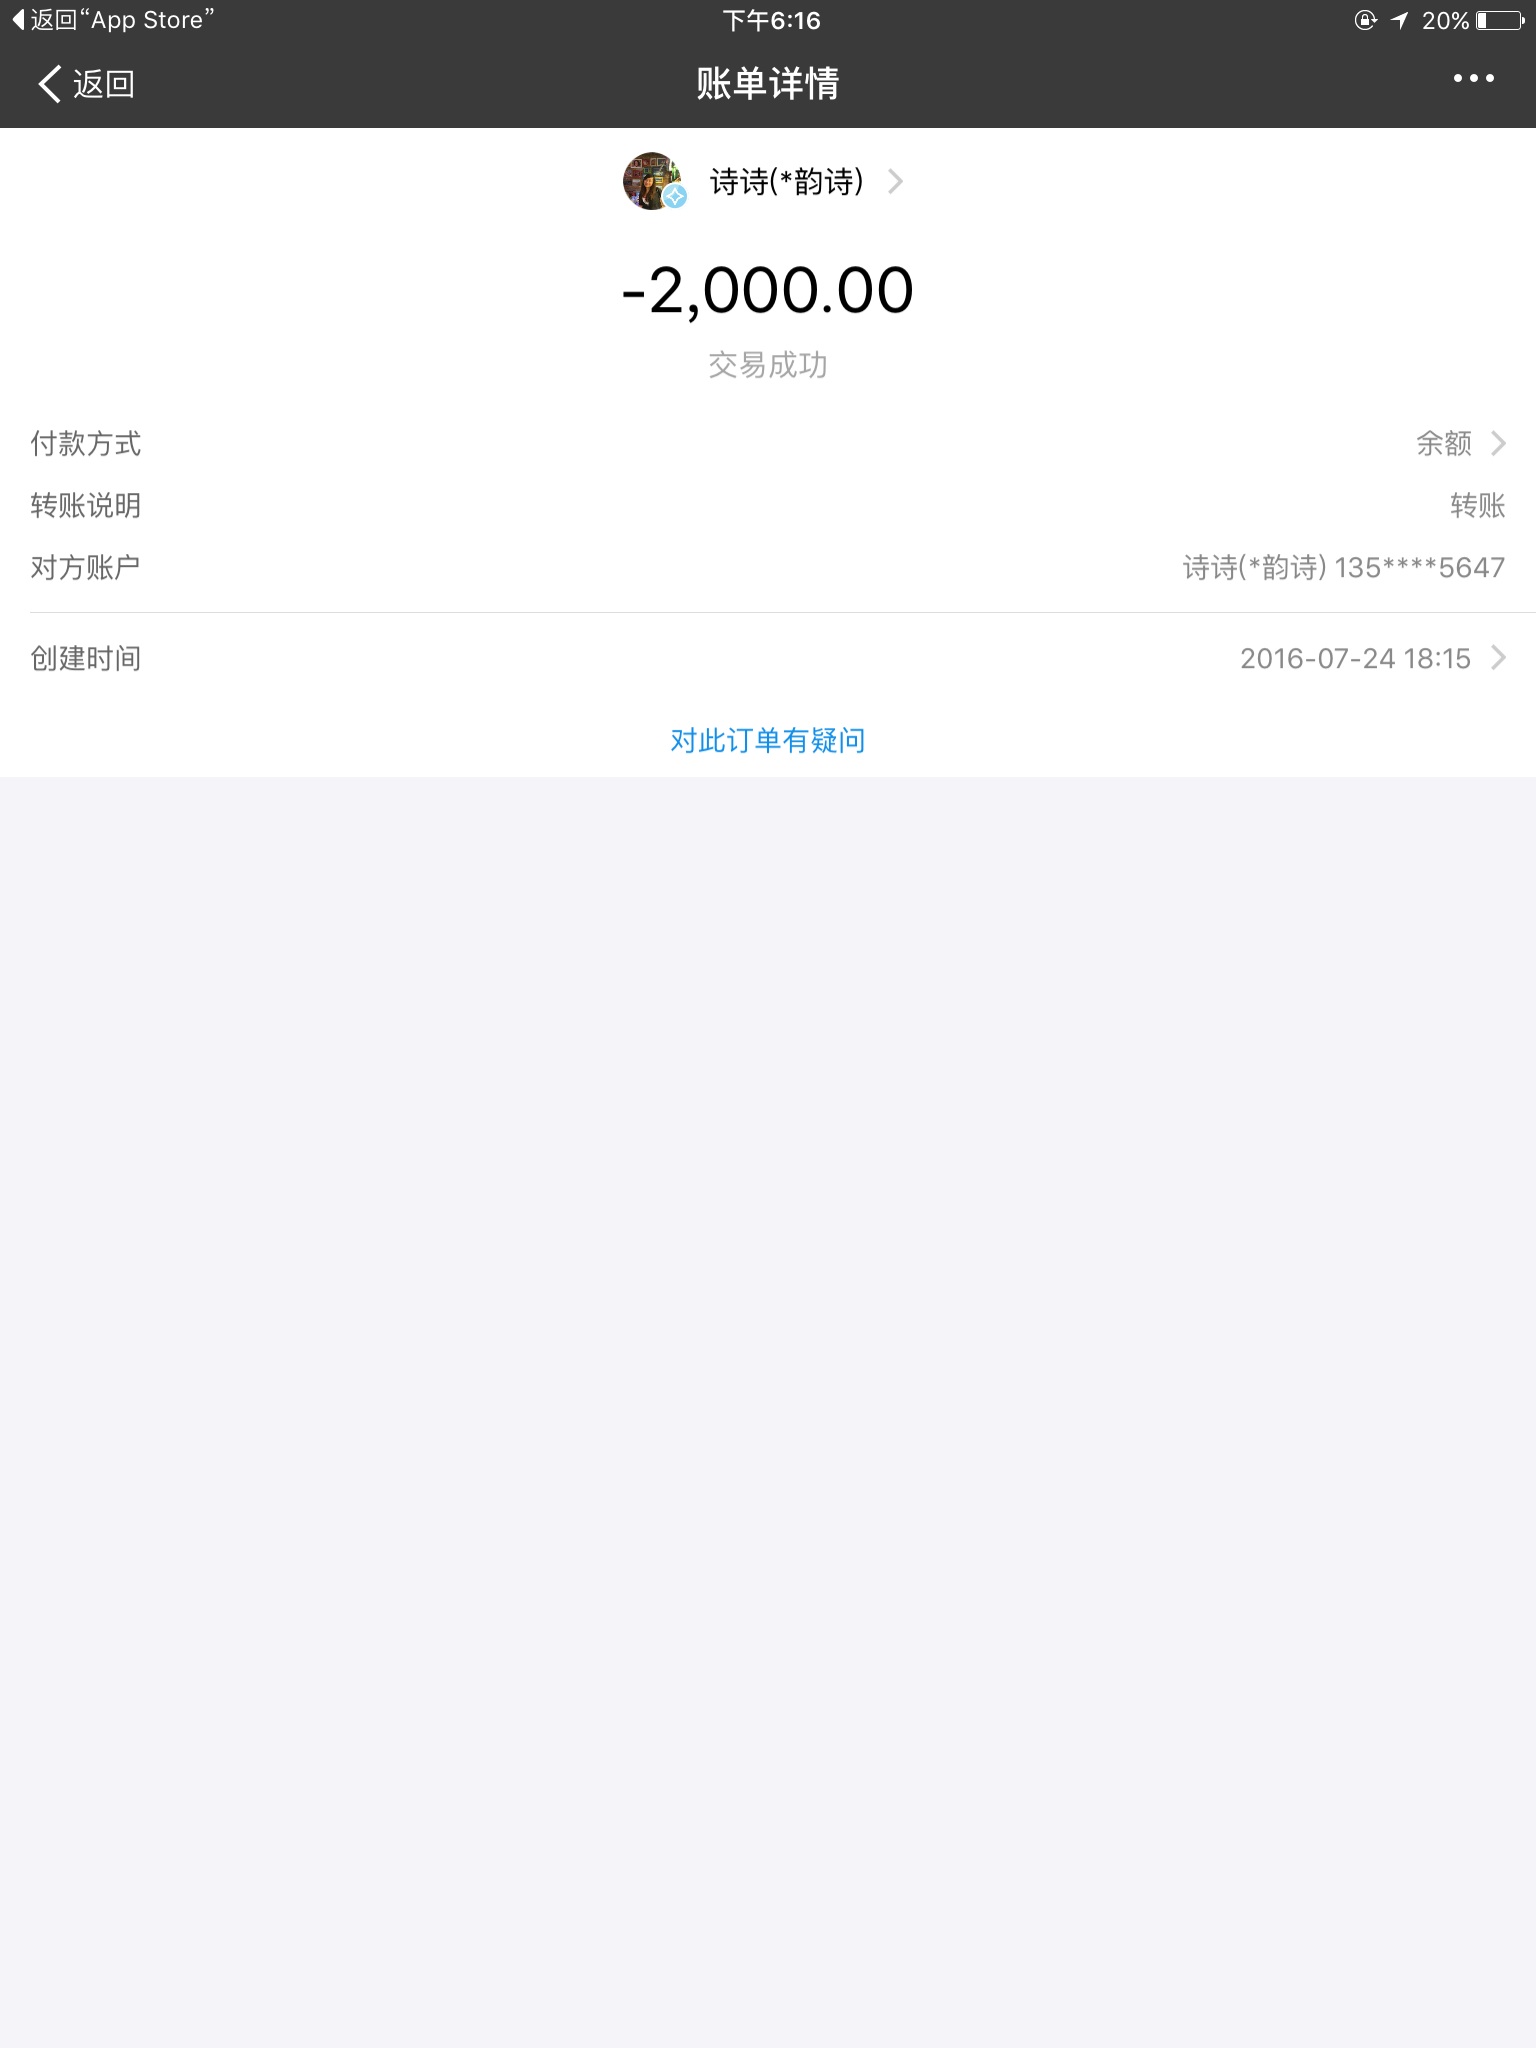 返回“App Store”
下午6:16
20%
返回
账单详情
诗诗(*韵诗)
-2,000.00
交易成功
付款方式
余额
转账说明
转账
对方账户
诗诗(*韵诗) 135****5647
创建时间
2016-07-24 18:15
对此订单有疑问